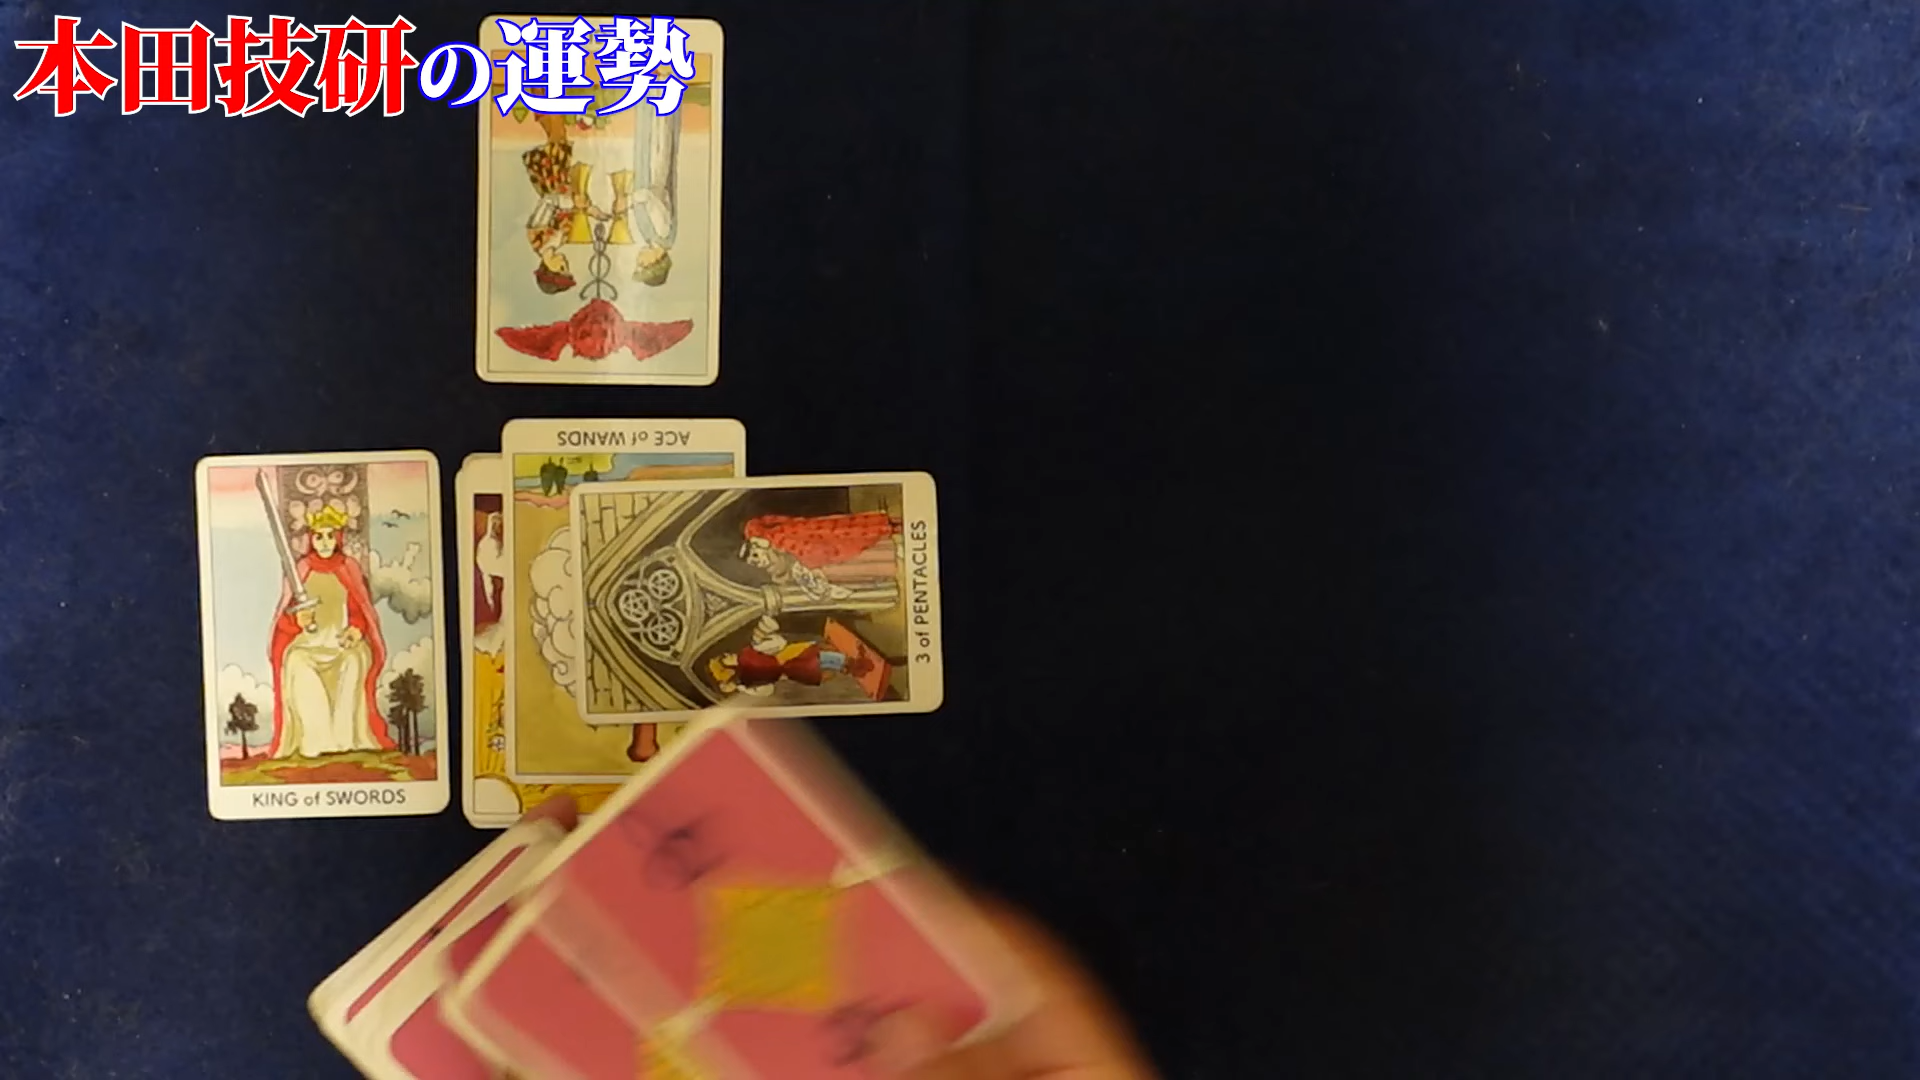 本田技研の運勢
ACE of WANDS
3 of PENTACLES
KING of SWORDS